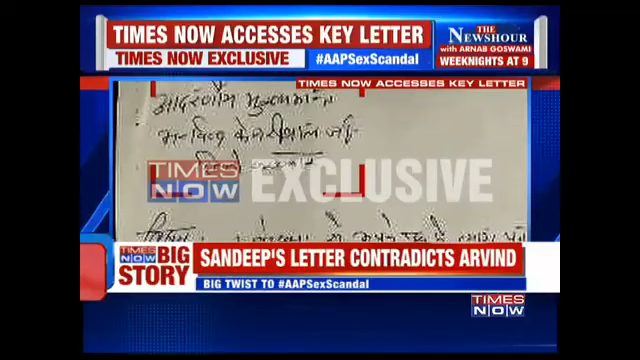 TIMES NOW ACCESSES KEY LETTER
TIMES NOW EXCLUSIVE
#AAPSexScandal
THE NEWSHOUR
WITH ARNAB GOSWAMI
WEEKNIGHTS AT 9
TIMES NOW ACCESSES KEY LETTER
आदरणीय
अरविन्द केजरीवाल जी
दिल्ली सरकार
TIMES NOW EXCLUSIVE
TIMES NOW
BIG STORY
SANDEEP'S LETTER CONTRADICTS ARVIND
BIG TWIST TO #AAPSexScandal
TIMES NOW